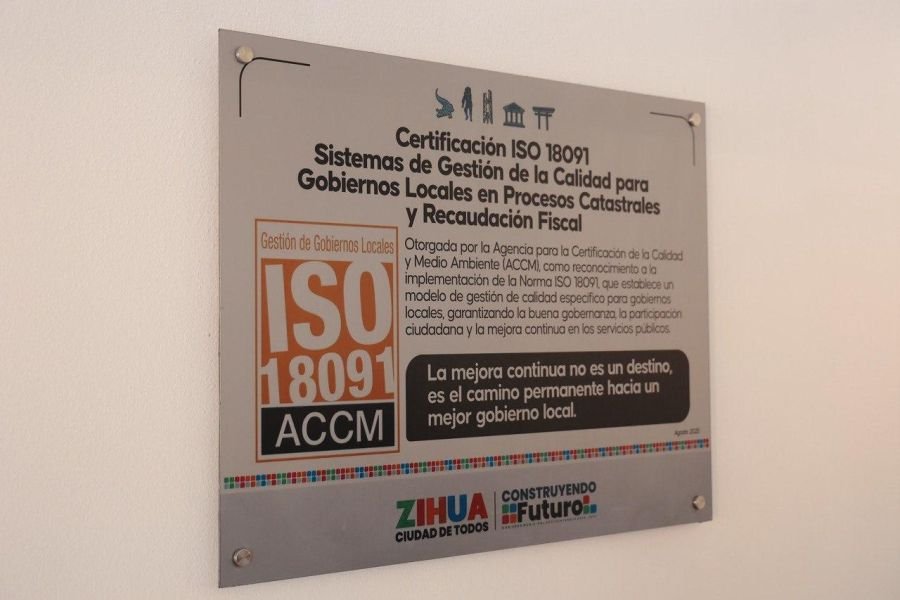 Certificación ISO 18091
Sistemas de Gestión de la Calidad para
Gobiernos Locales en Procesos Catastrales
y Recaudación Fiscal
Gestión de Gobiernos Locales
ISO
18091
ACCM
Otorgada por la Agencia para la Certificación de la Calidad
y Medio Ambiente (ACCM), como reconocimiento a la
implementación de la Norma ISO 18091, que establece un
modelo de gestión de calidad específico para gobiernos
locales, garantizando la buena gobernanza, la participación
ciudadana y la mejora continua en los servicios públicos.
La mejora continua no es un destino,
es el camino permanente hacia un
mejor gobierno local.
Agosto 2025
ZIHUA
CIUDAD DE TODOS
CONSTRUYENDO
Futuro